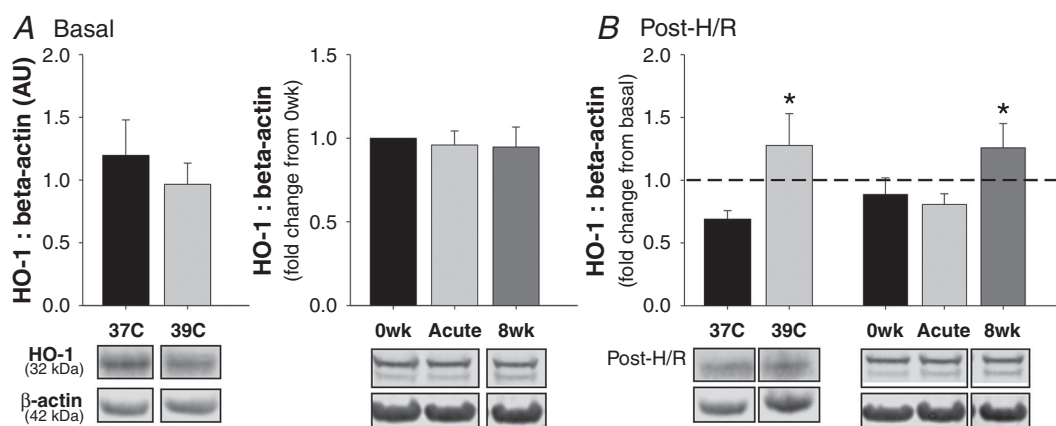 A Basal
HO-1 : beta-actin (AU)
2.0
1.5
1.0
0.5
0.0
37C 39C
HO-1 : beta-actin
(fold change from 0wk)
1.5
1.0
0.5
0.0
0wk Acute 8wk
HO-1
(32 kDa)
β-actin
(42 kDa)
B Post-H/R
HO-1 : beta-actin
(fold change from basal)
2.0
1.5
1.0
0.5
0.0
* *
37C 39C 0wk Acute 8wk
Post-H/R